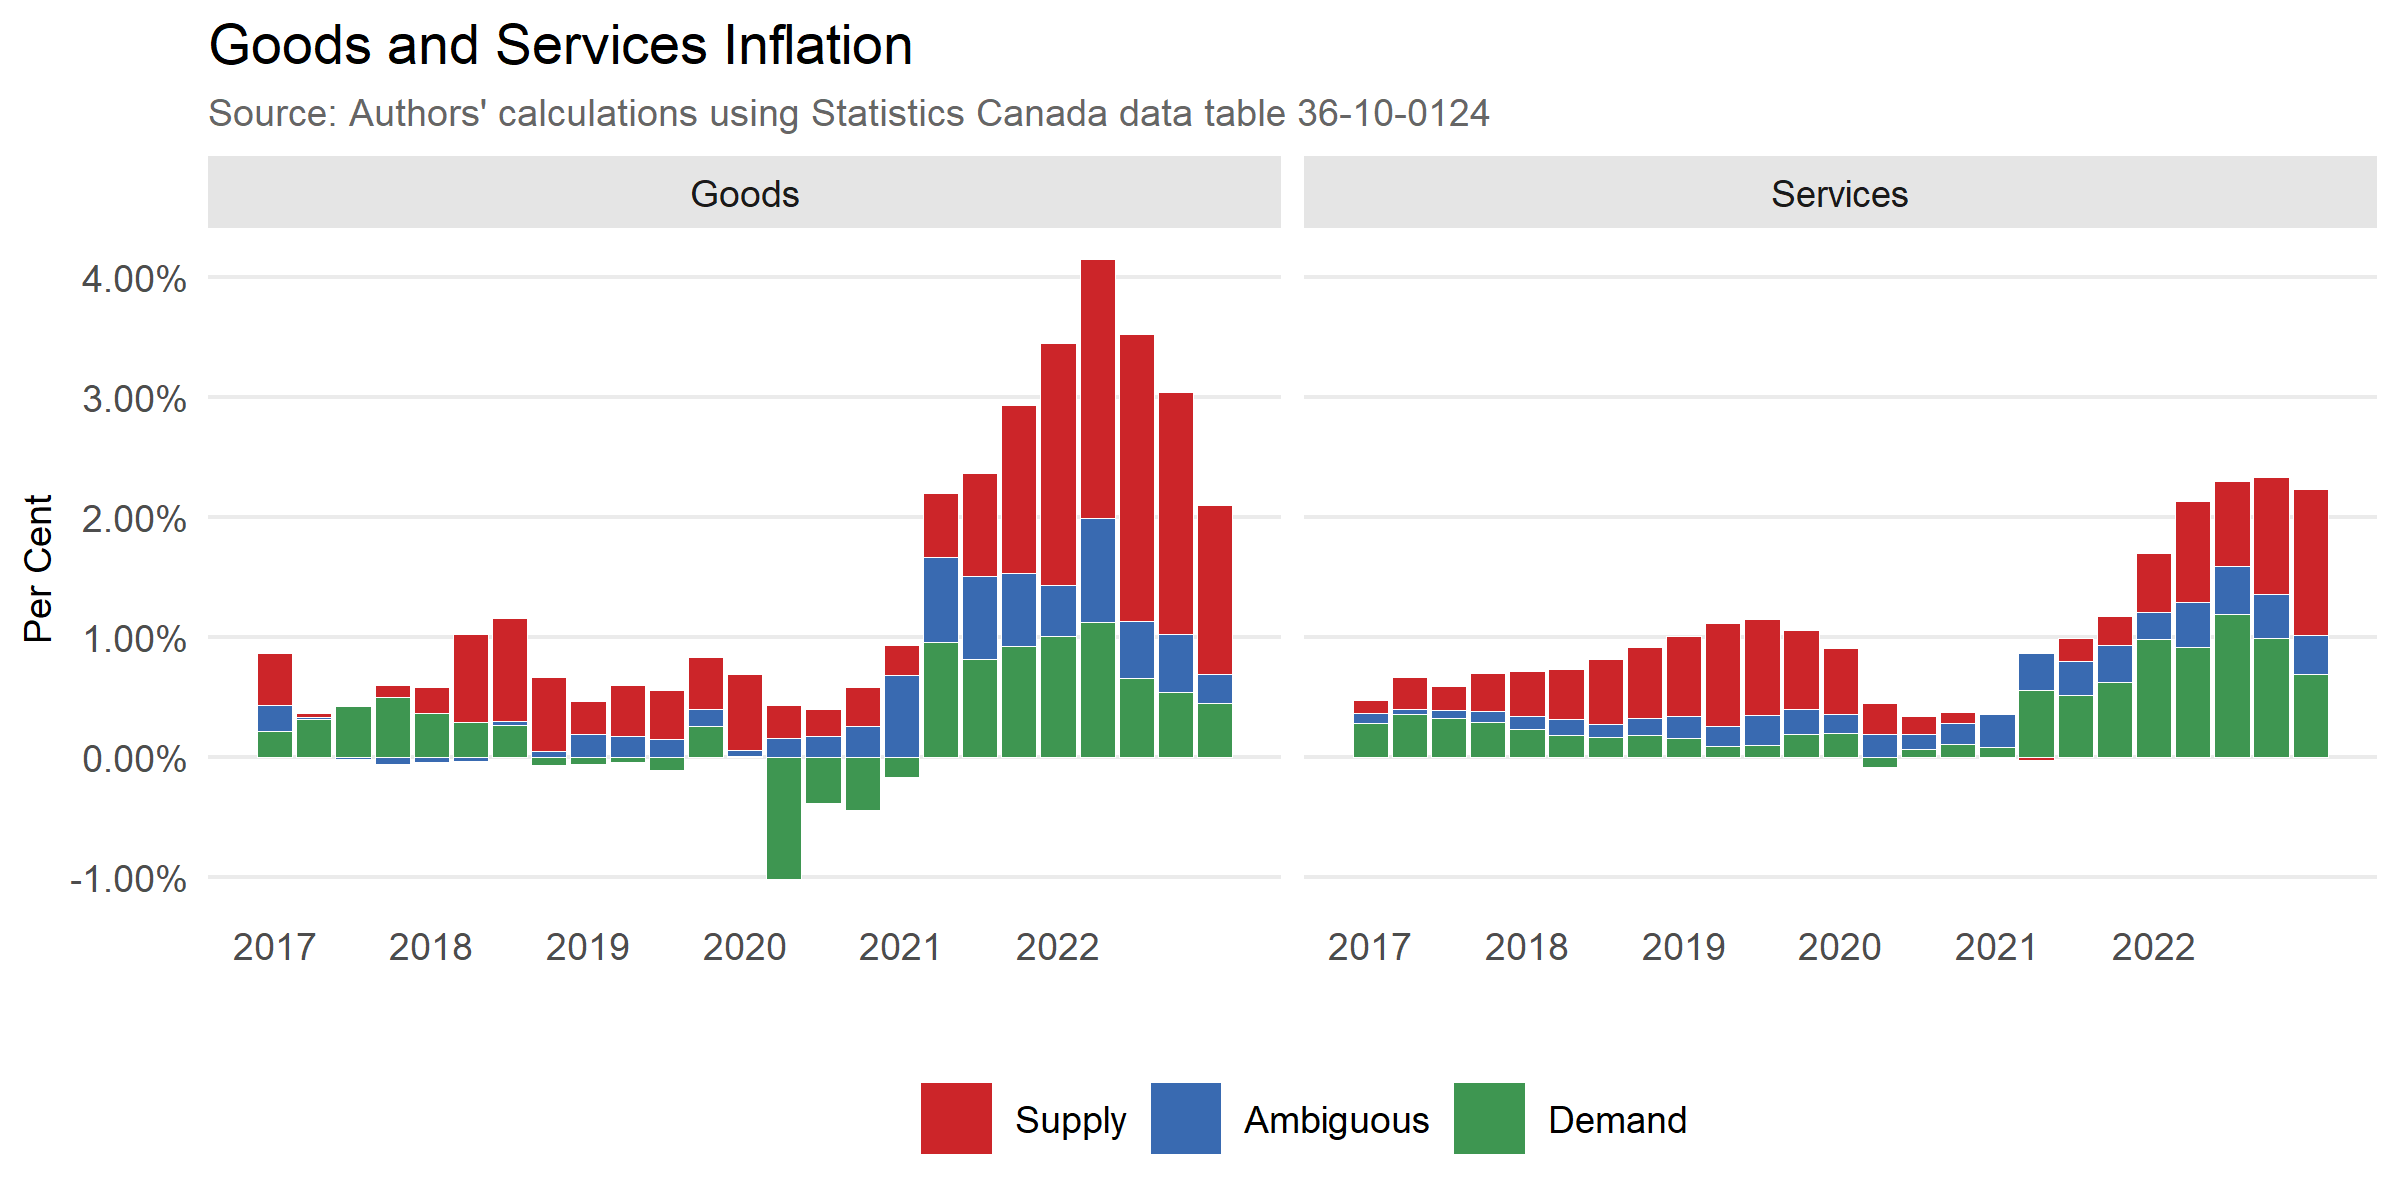 Goods and Services Inflation
Source: Authors' calculations using Statistics Canada data table 36-10-0124
Goods
Services
Per Cent
4.00%
3.00%
2.00%
1.00%
0.00%
-1.00%
2017 2018 2019 2020 2021 2022
2017 2018 2019 2020 2021 2022
Supply Ambiguous Demand